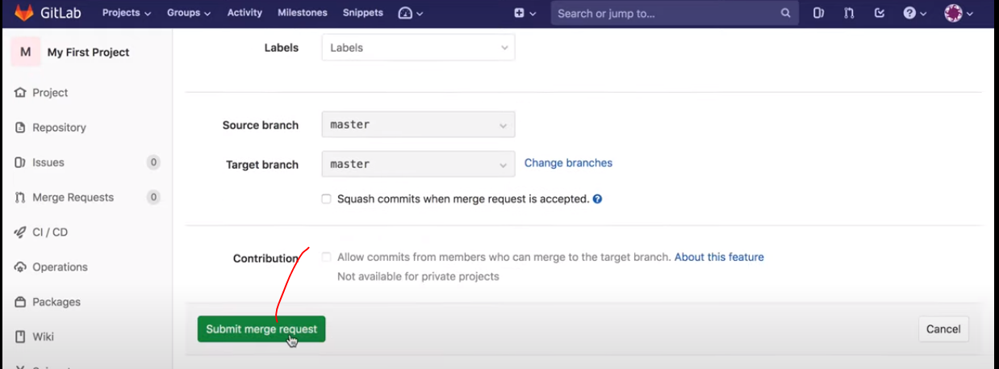 GitLab Projects Groups Activity Milestones Snippets Search or jump to...
M My First Project
Project
Repository
Issues 0
Merge Requests 0
CI / CD
Operations
Packages
Wiki
Labels Labels
Source branch master
Target branch master Change branches
Squash commits when merge request is accepted. ?
Contribution Allow commits from members who can merge to the target branch. About this feature
Not available for private projects
Submit merge request Cancel